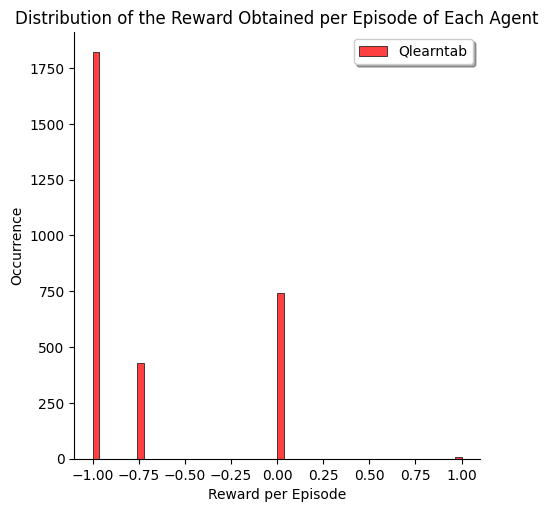 Distribution of the Reward Obtained per Episode of Each Agent
Qlearntab
1750
1500
1250
1000
750
500
250
0
Occurrence
−1.00 −0.75 −0.50 −0.25 0.00 0.25 0.50 0.75 1.00
Reward per Episode